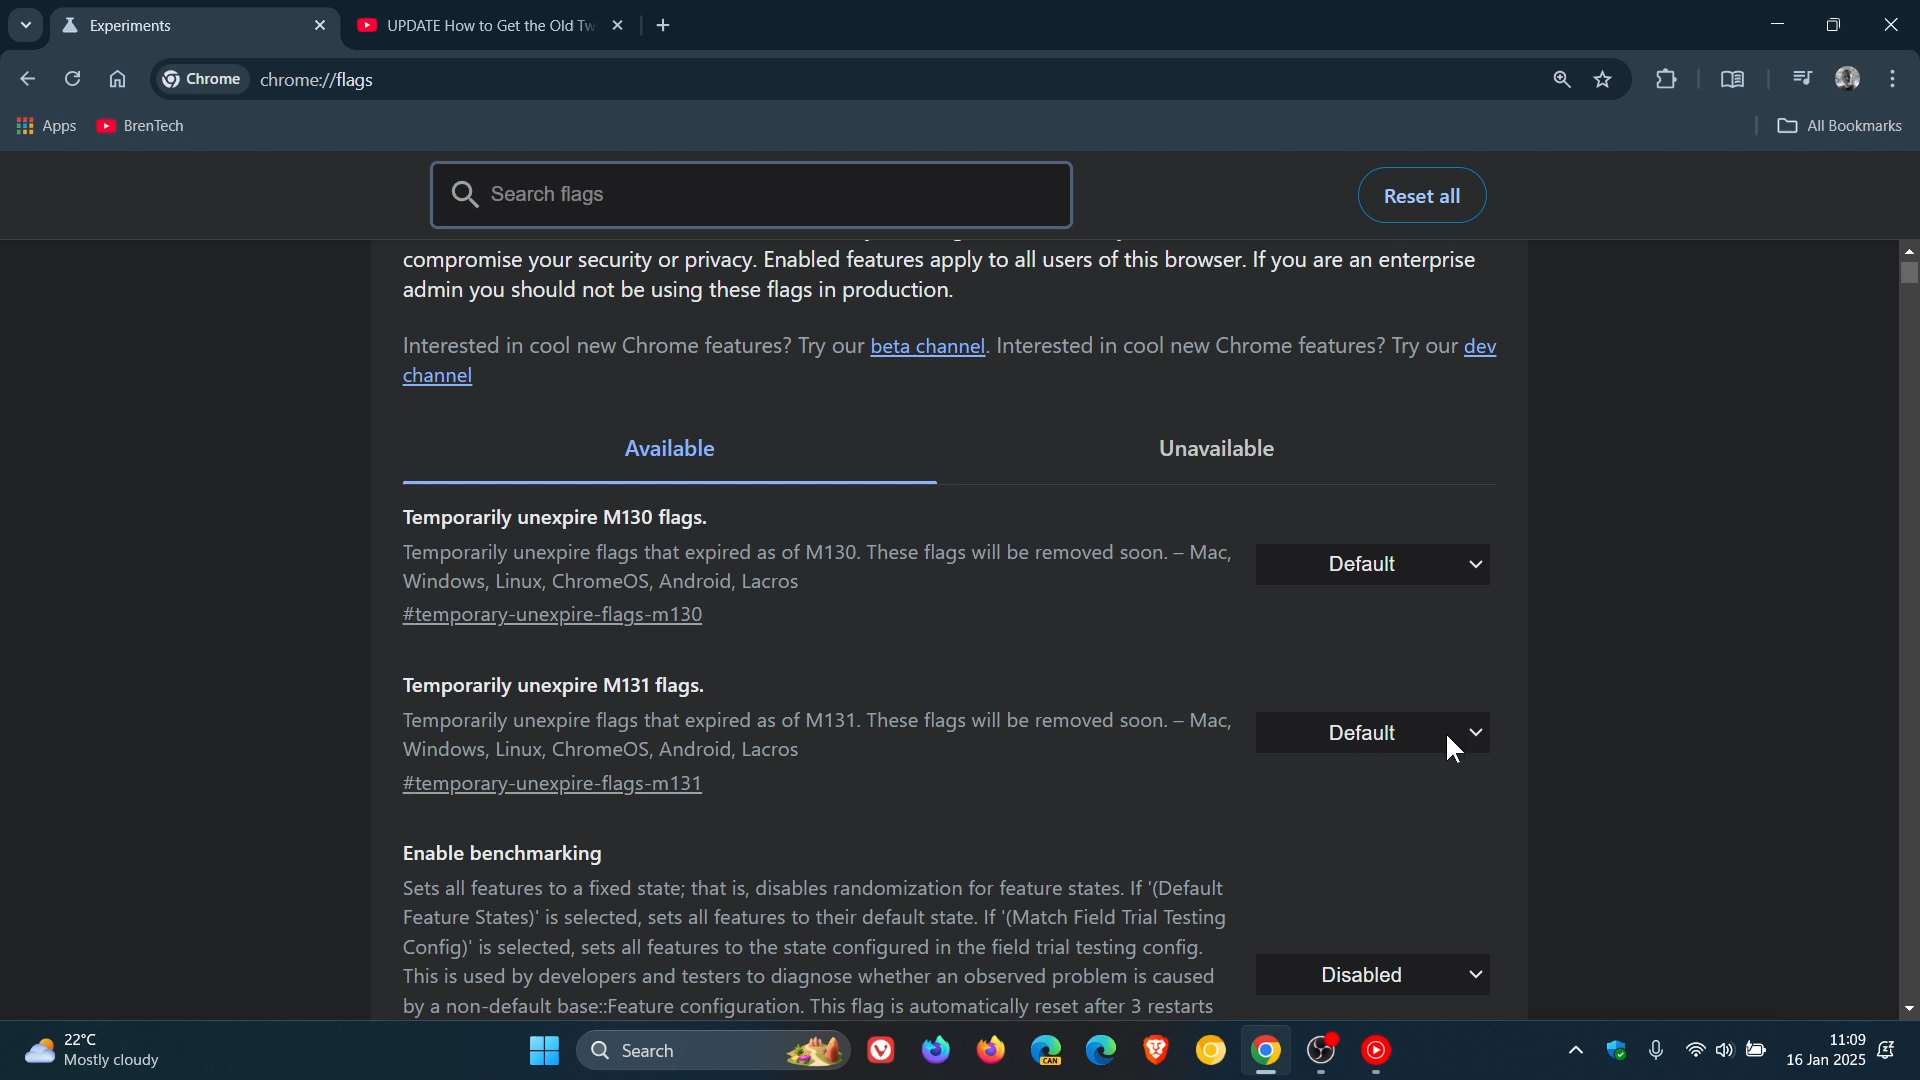 Experiments
UPDATE How to Get the Old Tw
Chrome
chrome://flags
Apps
BrenTech
All Bookmarks
Search flags
Reset all
compromise your security or privacy. Enabled features apply to all users of this browser. If you are an enterprise
admin you should not be using these flags in production.
Interested in cool new Chrome features? Try our beta channel. Interested in cool new Chrome features? Try our dev
channel
Available
Unavailable
Temporarily unexpire M130 flags.
Temporarily unexpire flags that expired as of M130. These flags will be removed soon. – Mac,
Windows, Linux, ChromeOS, Android, Lacros
#temporary-unexpire-flags-m130
Default
Temporarily unexpire M131 flags.
Temporarily unexpire flags that expired as of M131. These flags will be removed soon. – Mac,
Windows, Linux, ChromeOS, Android, Lacros
#temporary-unexpire-flags-m131
Default
Enable benchmarking
Sets all features to a fixed state; that is, disables randomization for feature states. If '(Default
Feature States)' is selected, sets all features to their default state. If '(Match Field Trial Testing
Config)' is selected, sets all features to the state configured in the field trial testing config.
This is used by developers and testers to diagnose whether an observed problem is caused
by a non-default base::Feature configuration. This flag is automatically reset after 3 restarts
Disabled
22°C
Mostly cloudy
Search
CAN
11:09
16 Jan 2025